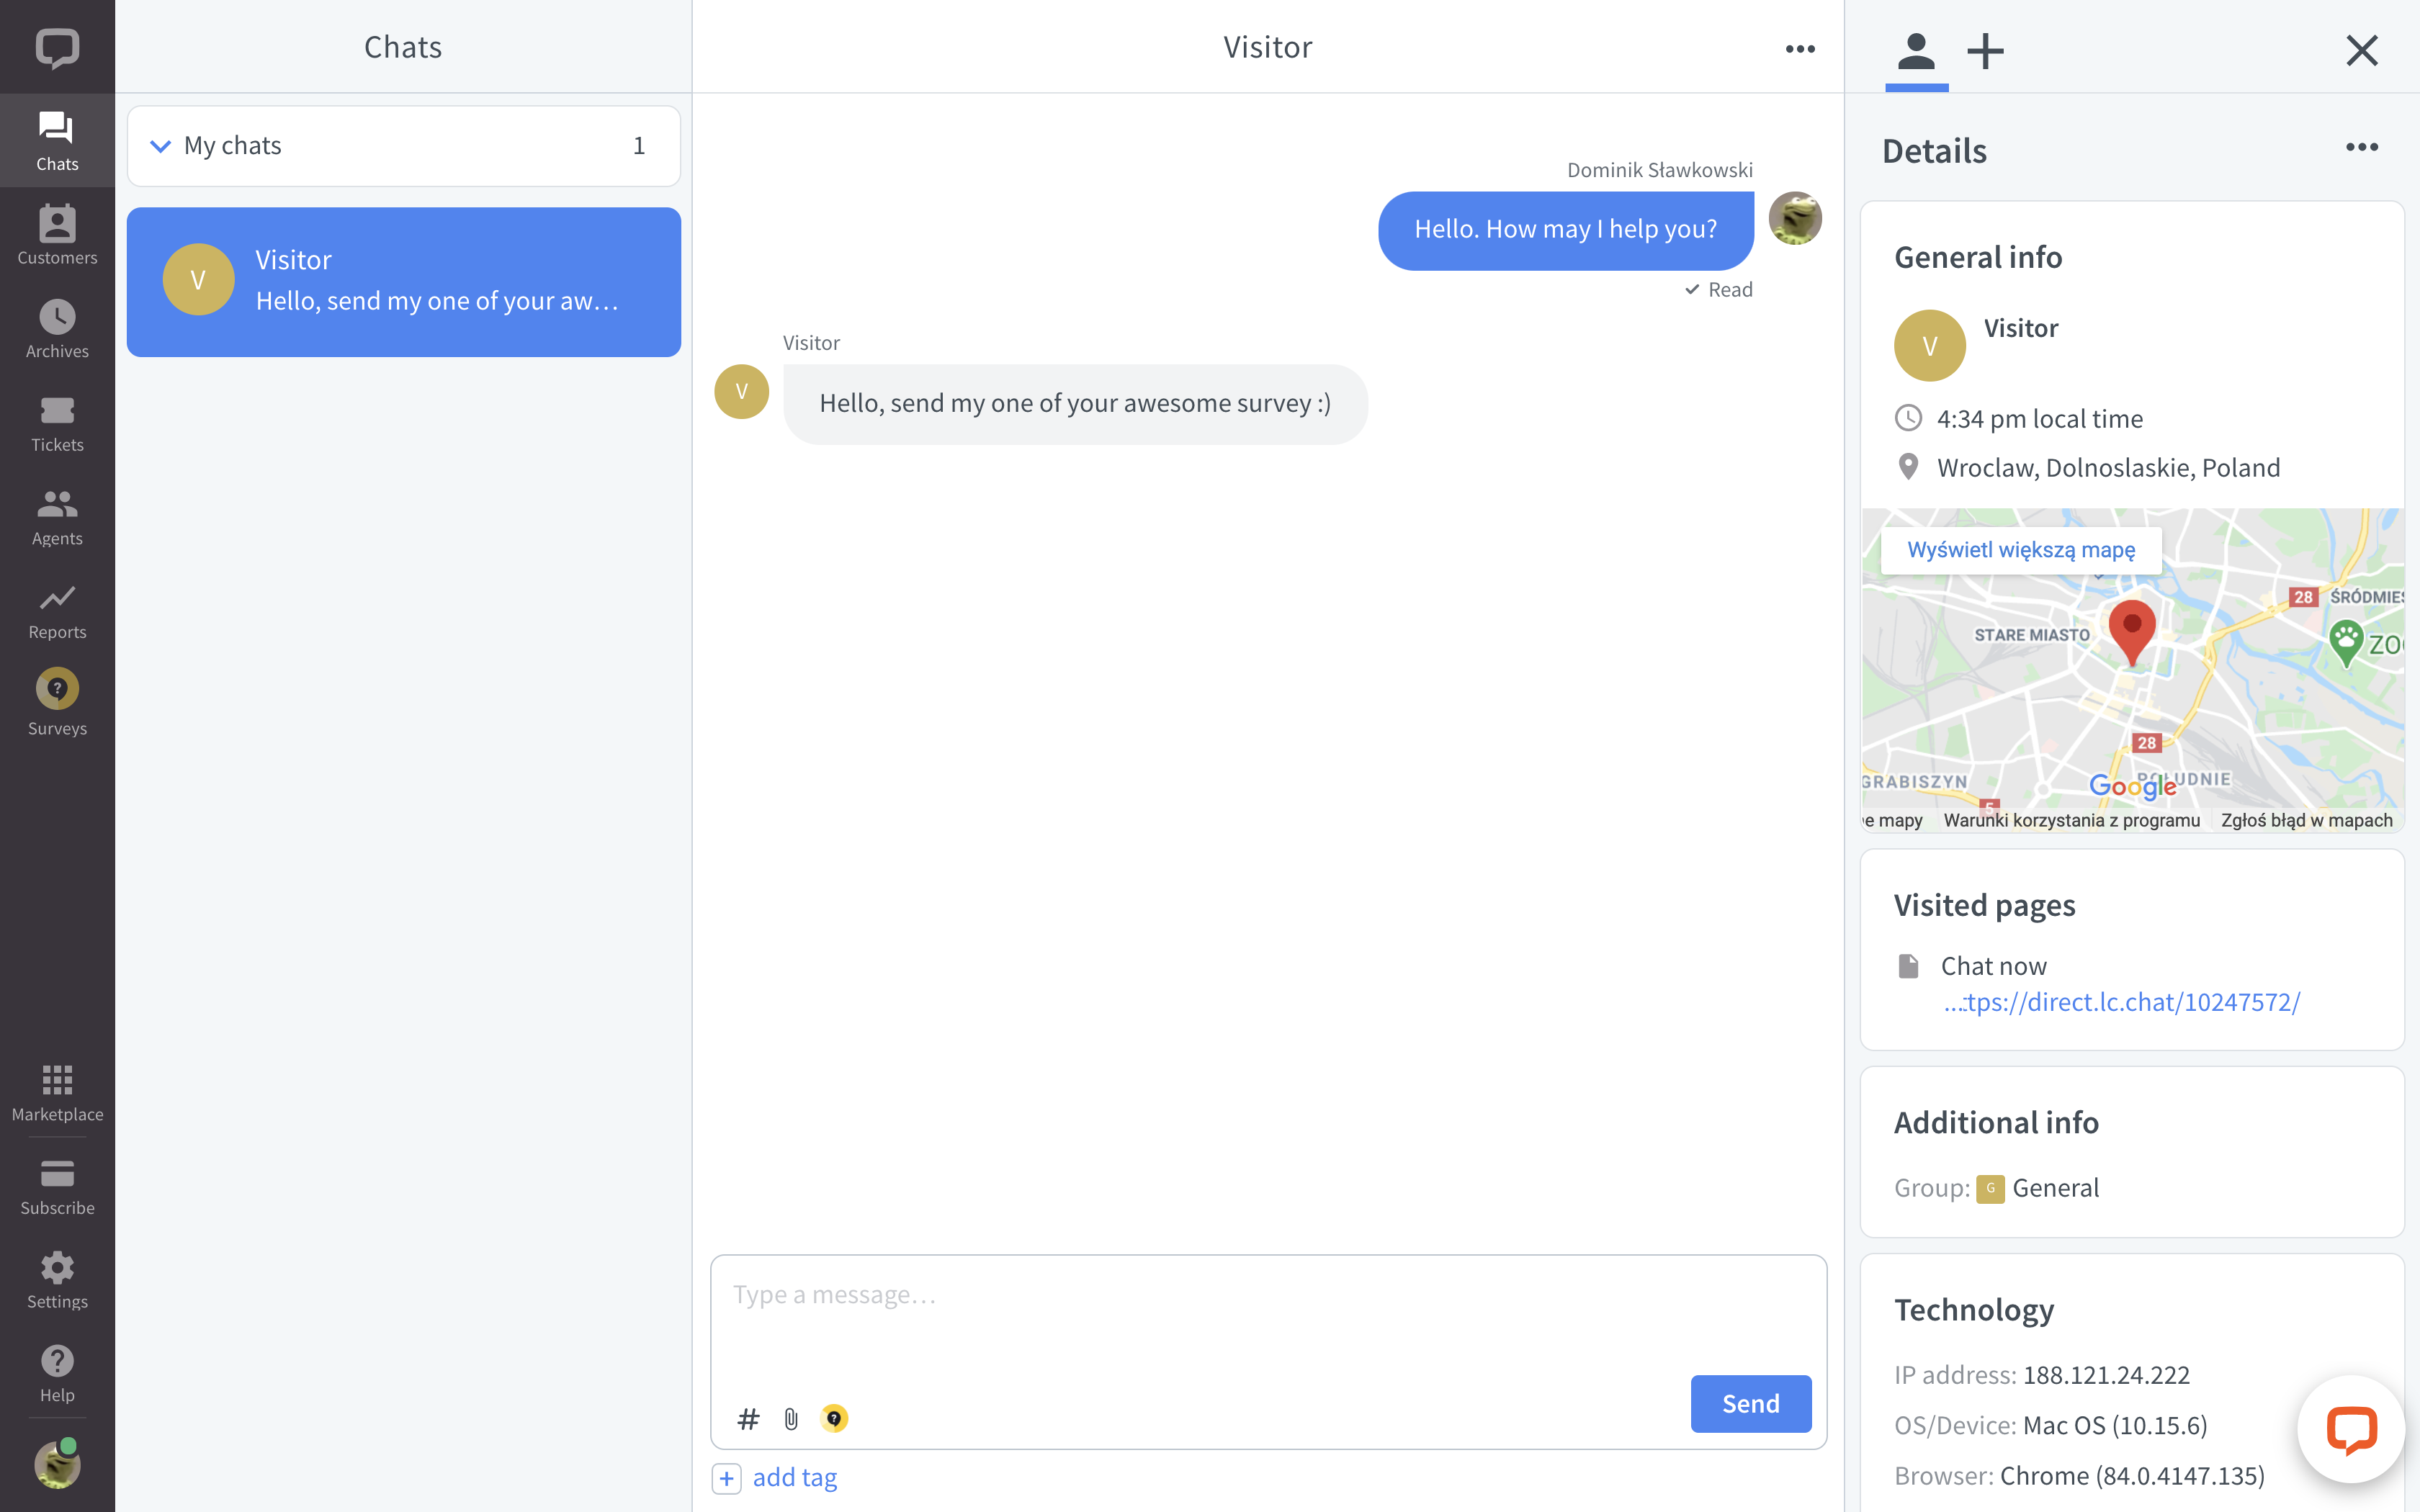 Chats
Customers
Archives
Tickets
Agents
Reports
?
Surveys
Marketplace
Subscribe
Settings
?
Help
Chats
My chats 1
V
Visitor
Hello, send my one of your aw…
Visitor
Dominik Sławkowski
Hello. How may I help you?
Read
Visitor
V
Hello, send my one of your awesome survey :)
Type a message…
#
?
Send
+ add tag
Details
General info
V
Visitor
4:34 pm local time
Wroclaw, Dolnoslaskie, Poland
Wyświetl większą mapę
28 ŚRÓDMIEŚ
STARE MIASTO
ZOO
28
GRABISZYN
Google
POŁUDNIE
5
e mapy Warunki korzystania z programu Zgłoś błąd w mapach
Visited pages
Chat now
...ttps://direct.lc.chat/10247572/
Additional info
Group: G General
Technology
IP address: 188.121.24.222
OS/Device: Mac OS (10.15.6)
Browser: Chrome (84.0.4147.135)